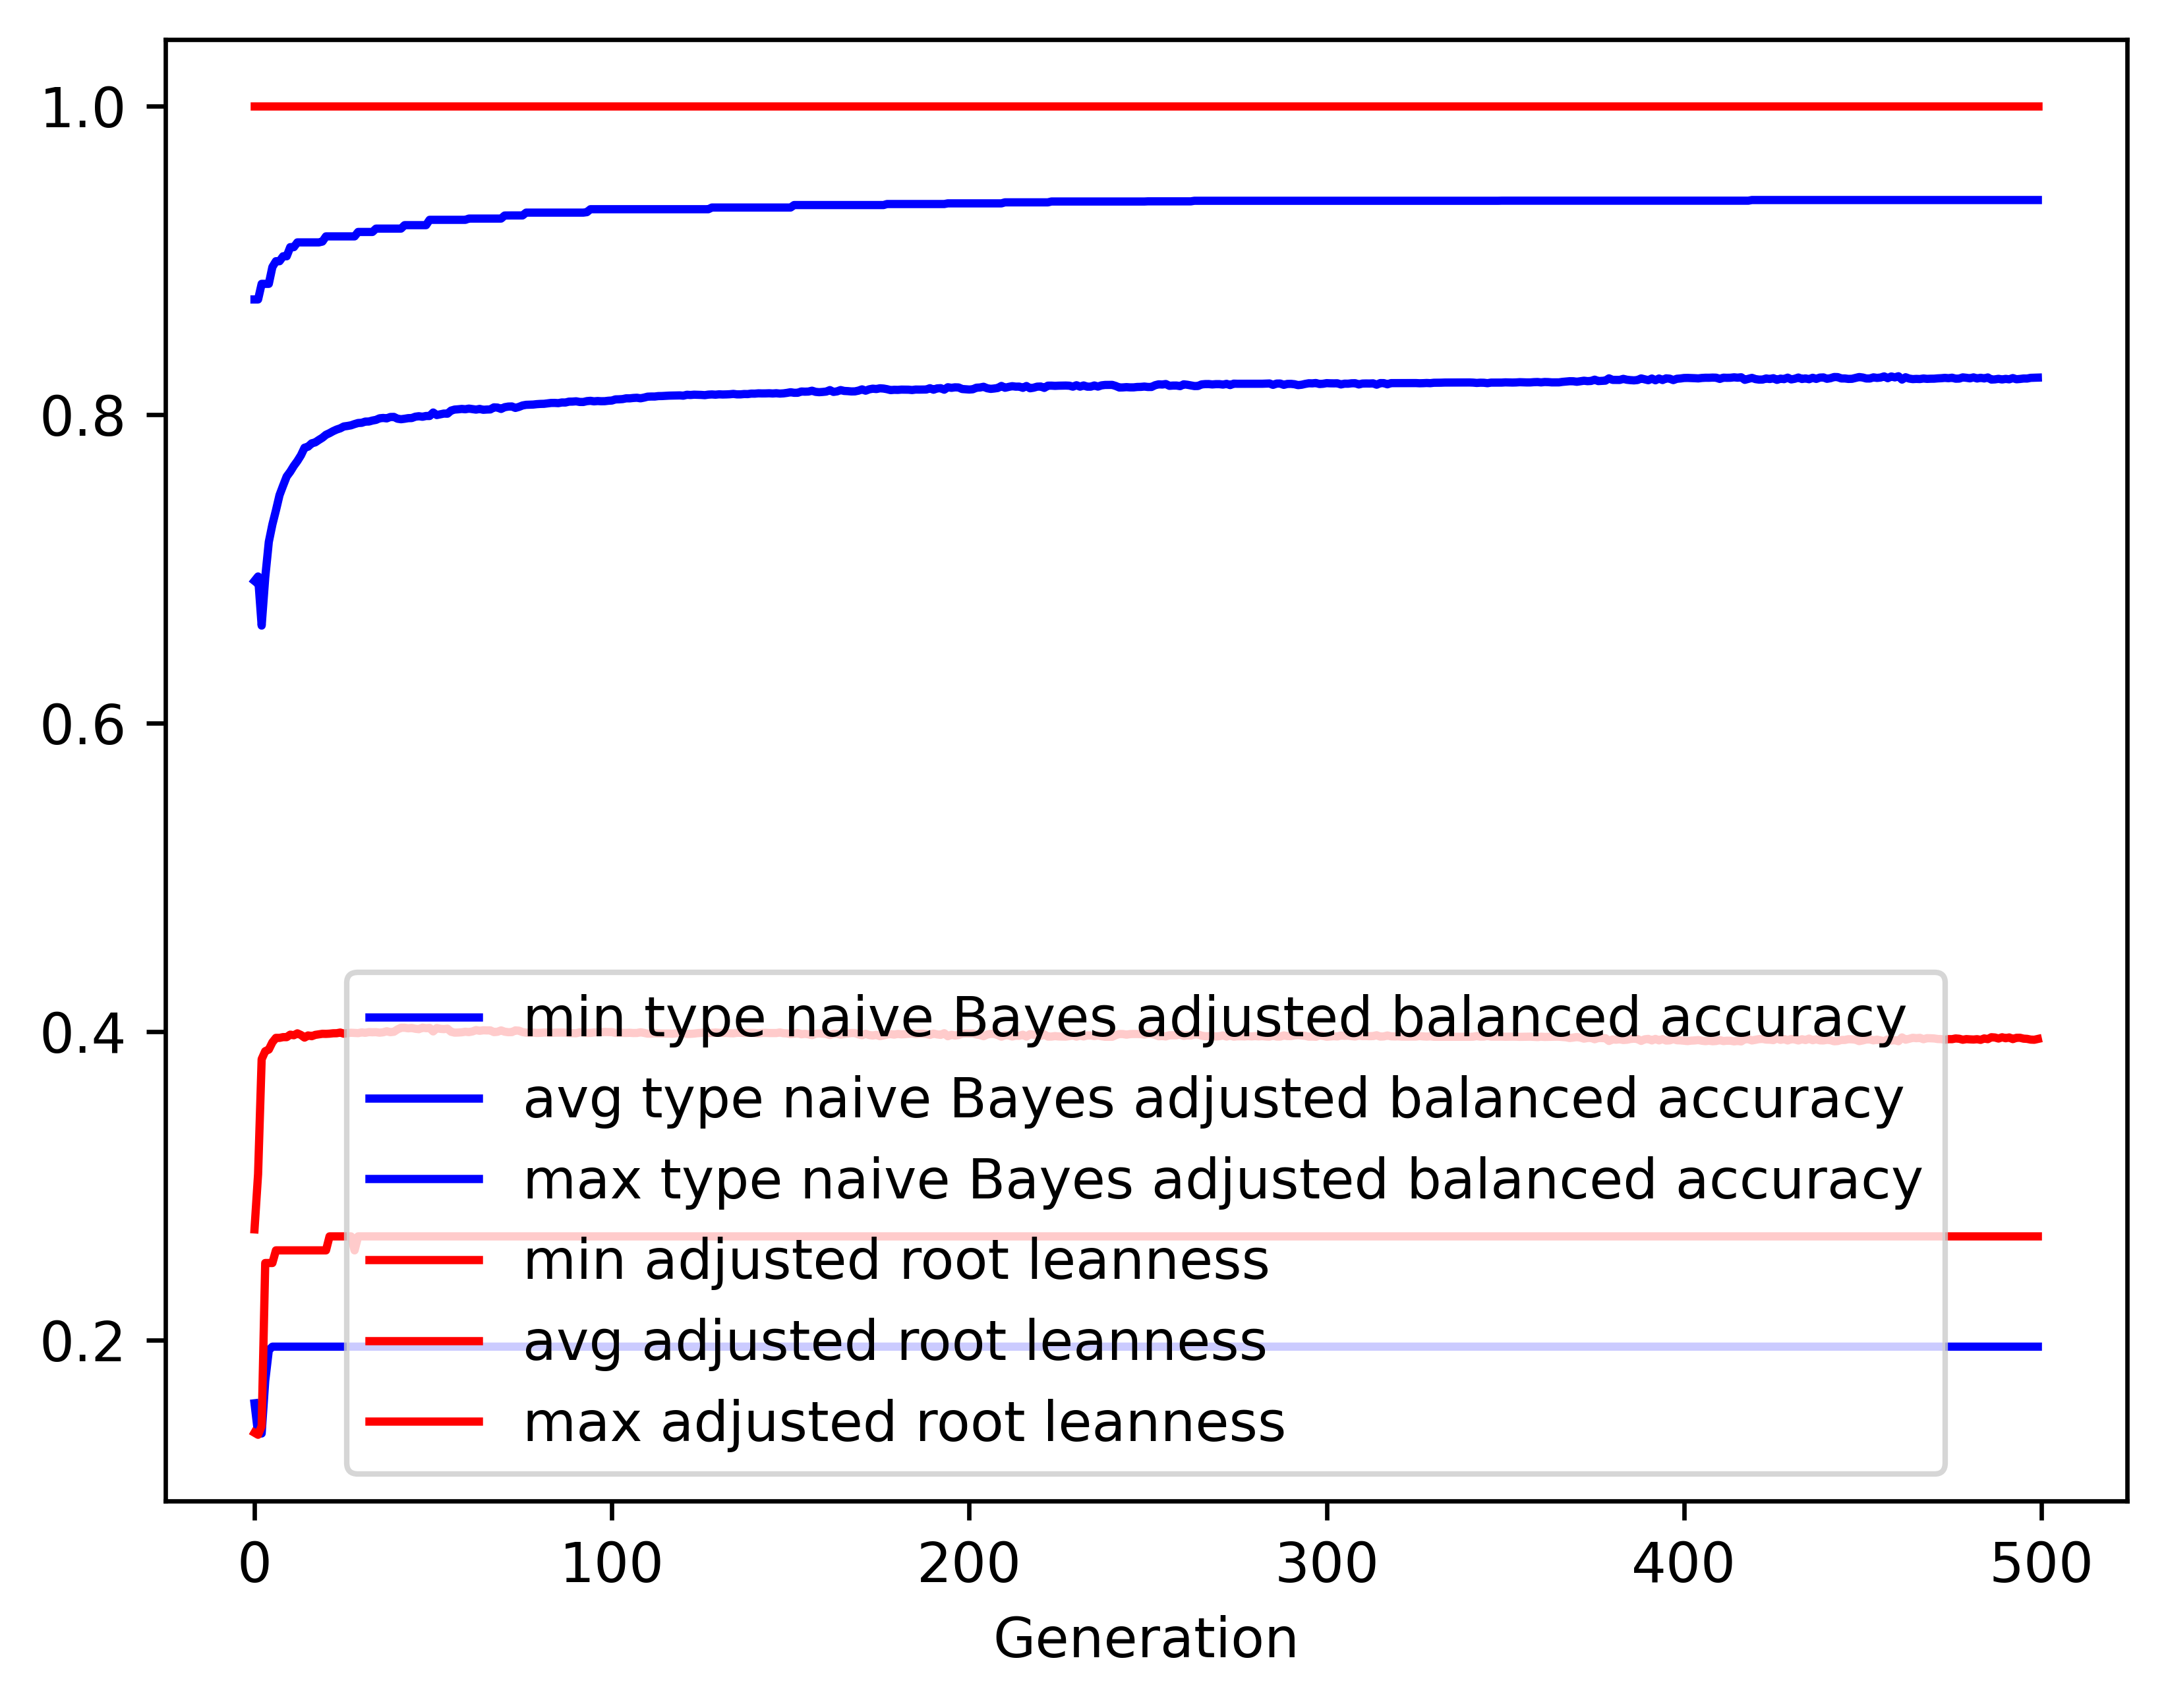 1.0
0.8
0.6
0.4
0.2
min type naive Bayes adjusted balanced accuracy
avg type naive Bayes adjusted balanced accuracy
max type naive Bayes adjusted balanced accuracy
min adjusted root leanness
avg adjusted root leanness
max adjusted root leanness
0 100 200 300 400 500
Generation